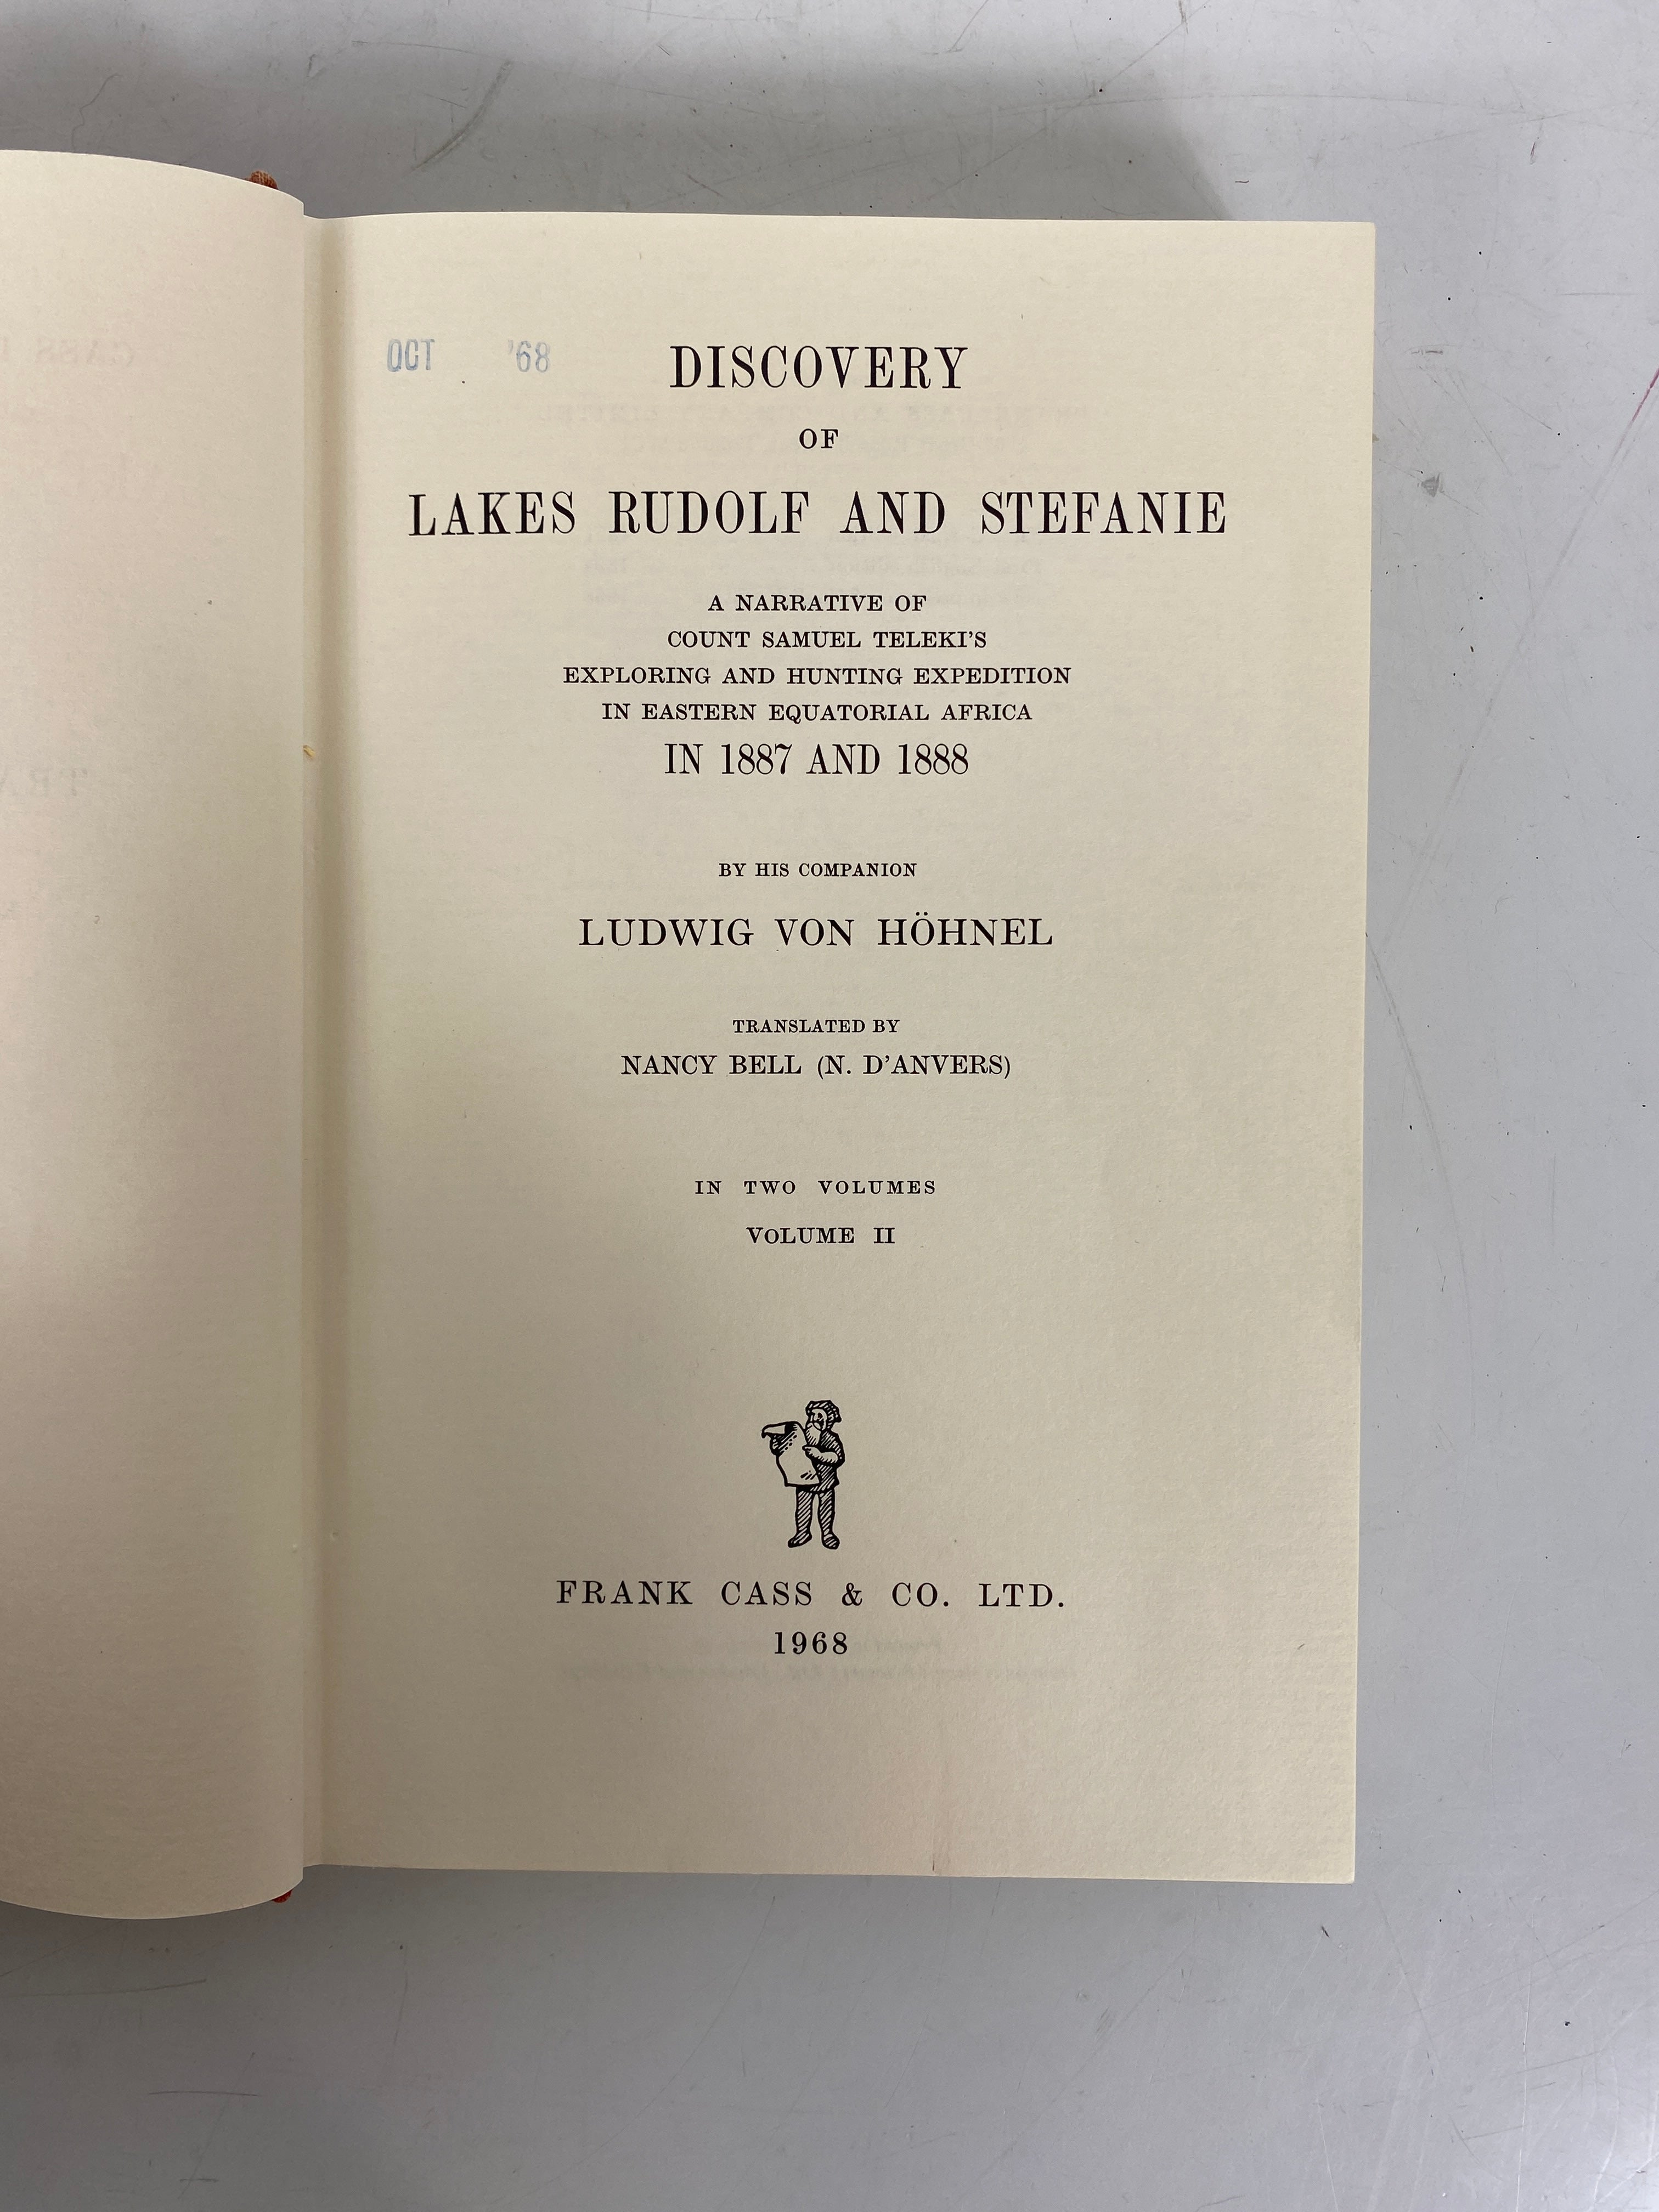 OCT '68
DISCOVERY
OF
LAKES RUDOLF AND STEFANIE
A NARRATIVE OF
COUNT SAMUEL TELEKI'S
EXPLORING AND HUNTING EXPEDITION
IN EASTERN EQUATORIAL AFRICA
IN 1887 AND 1888
BY HIS COMPANION
LUDWIG VON HÖHNEL
TRANSLATED BY
NANCY BELL (N. D'ANVERS)
IN TWO VOLUMES
VOLUME II
FRANK CASS & CO. LTD.
1968